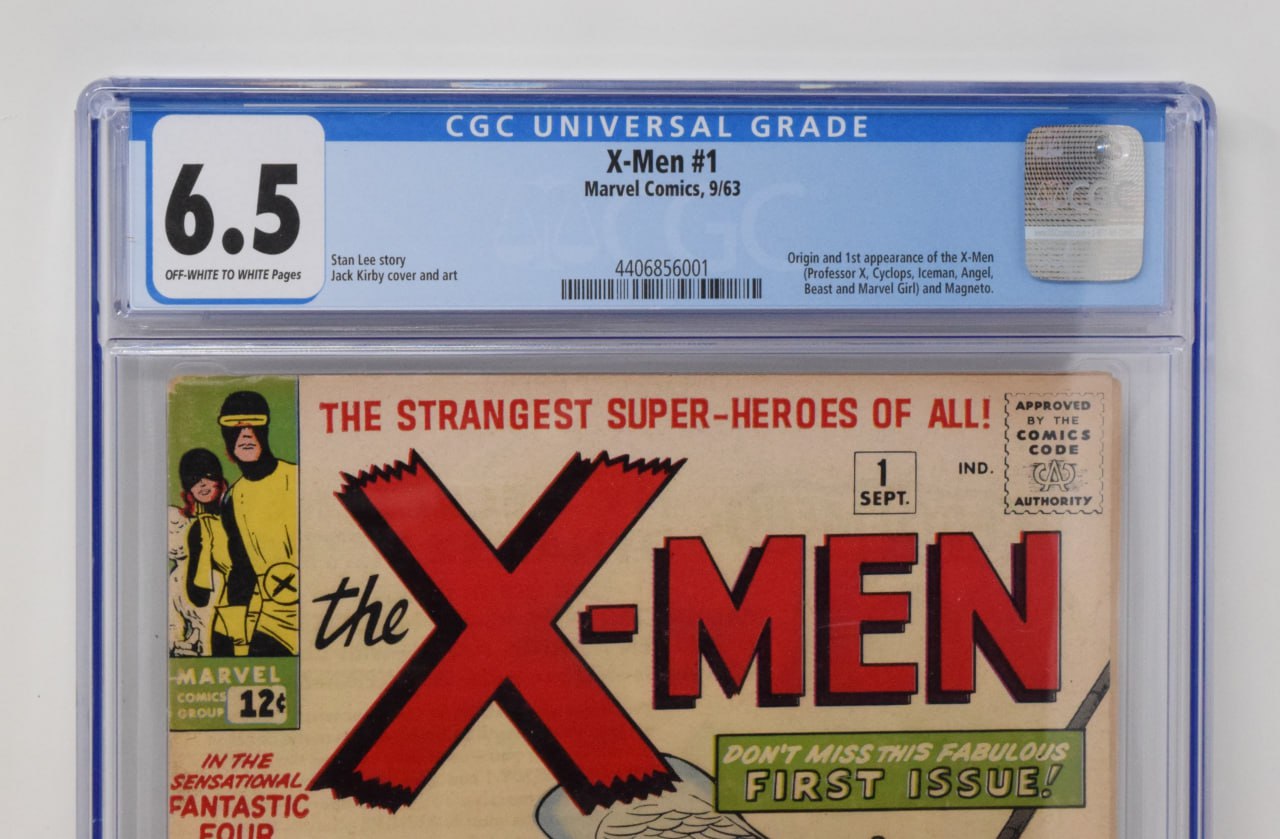 CGC UNIVERSAL GRADE
6.5
OFF-WHITE TO WHITE Pages
X-Men #1
Marvel Comics, 9/63
Stan Lee story
Jack Kirby cover and art
4406856001
Origin and 1st appearance of the X-Men
(Professor X, Cyclops, Iceman, Angel,
Beast and Marvel Girl) and Magneto.
CGC
CGC
THE STRANGEST SUPER-HEROES OF ALL!
1
SEPT.
IND.
APPROVED
BY THE
COMICS
CODE
AUTHORITY
the X-MEN
X
MARVEL
COMICS
GROUP
12¢
IN THE
SENSATIONAL
FANTASTIC
FOUR
DON'T MISS THIS FABULOUS
FIRST ISSUE!